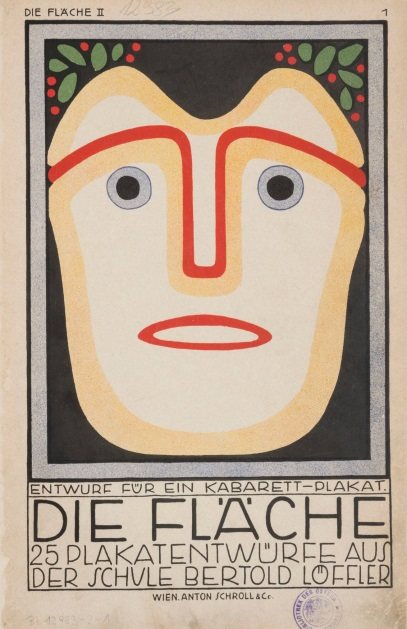 DIE FLÄCHE II 1
ENTWURF FÜR EIN KABARETT-PLAKAT.
DIE FLÄCHE
25 PLAKATENTWÜRFE AUS
DER SCHULE BERTOLD LÖFFLER
WIEN. ANTON SCHROLL & Co.